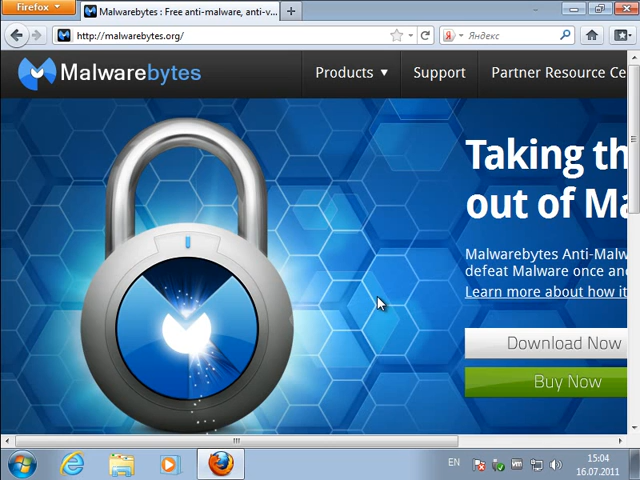 Firefox
Malwarebytes : Free anti-malware, anti-v...
http://malwarebytes.org/
Яндекс
Malwarebytes
Products
Support
Partner Resource Ce
Taking th
out of Ma
Malwarebytes Anti-Malw
defeat Malware once and
Learn more about how it
Download Now
Buy Now
EN
15:04
16.07.2011